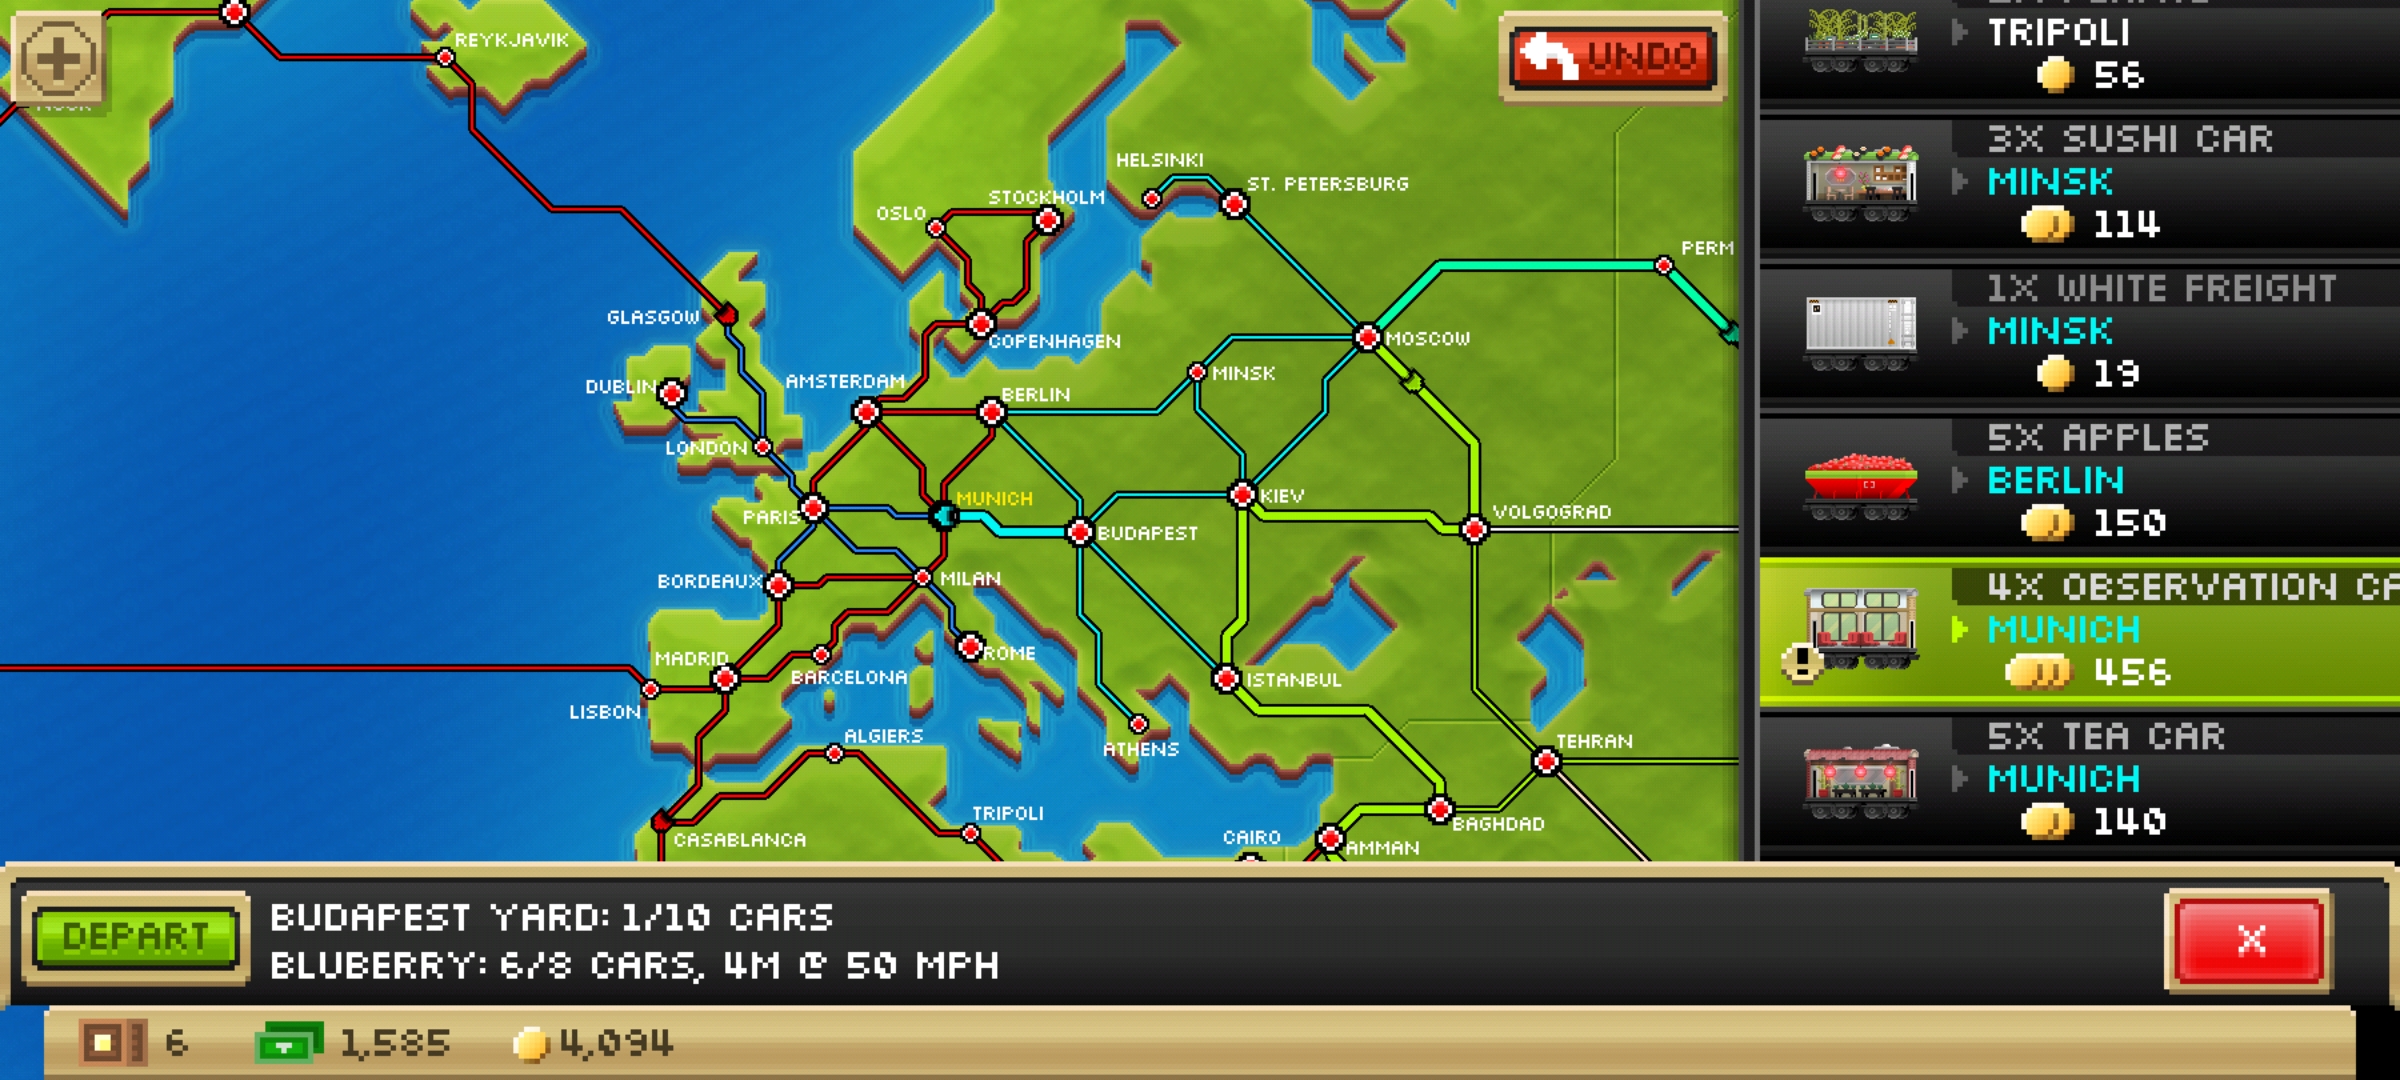 REYKJAVIK
UNDO
HELSINKI
ST. PETERSBURG
STOCKHOLM
OSLO
PERM
GLASGOW
COPENHAGEN
MOSCOW
AMSTERDAM
DUBLIN
BERLIN
MINSK
LONDON
MUNICH
PARIS
KIEV
VOLGOGRAD
BUDAPEST
BORDEAUX
MILAN
MADRID
ROME
BARCELONA
ISTANBUL
LISBON
ALGIERS
ATHENS
TEHRAN
TRIPOLI
CASABLANCA
CAIRO
AMMAN
BAGHDAD
TRIPOLI
56
3X SUSHI CAR
MINSK
114
1X WHITE FREIGHT
MINSK
19
5X APPLES
BERLIN
150
4X OBSERVATION CA
MUNICH
456
5X TEA CAR
MUNICH
140
DEPART
BUDAPEST YARD: 1/10 CARS
BLUBERRY: 6/8 CARS, 4M @ 50 MPH
X
6
1,585
4,094